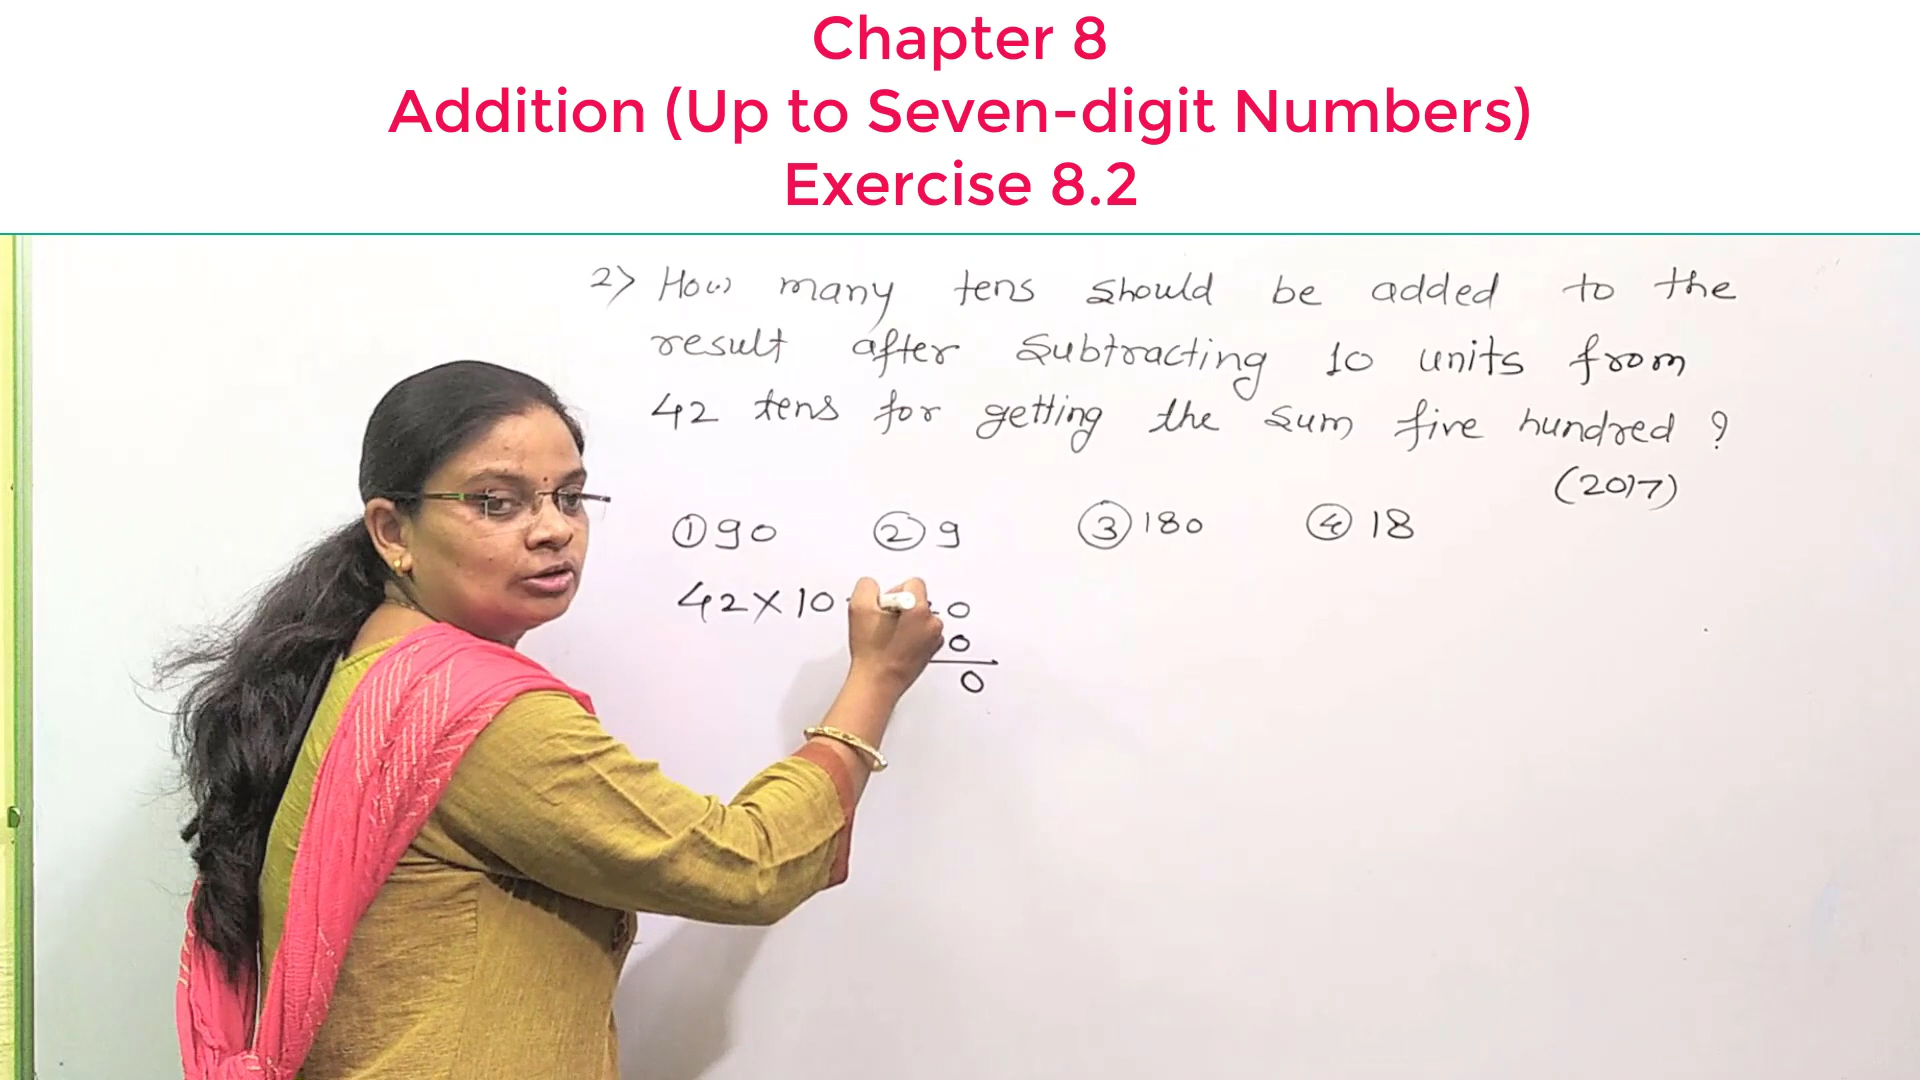 Chapter 8
Addition (Up to Seven-digit Numbers)
Exercise 8.2
2) How many tens should be added to the
result after subtracting 10 units from
42 tens for getting the sum five hundred ?
(2017)
① 90 ② 9 ③ 180 ④ 18
42 × 10 0
0
0